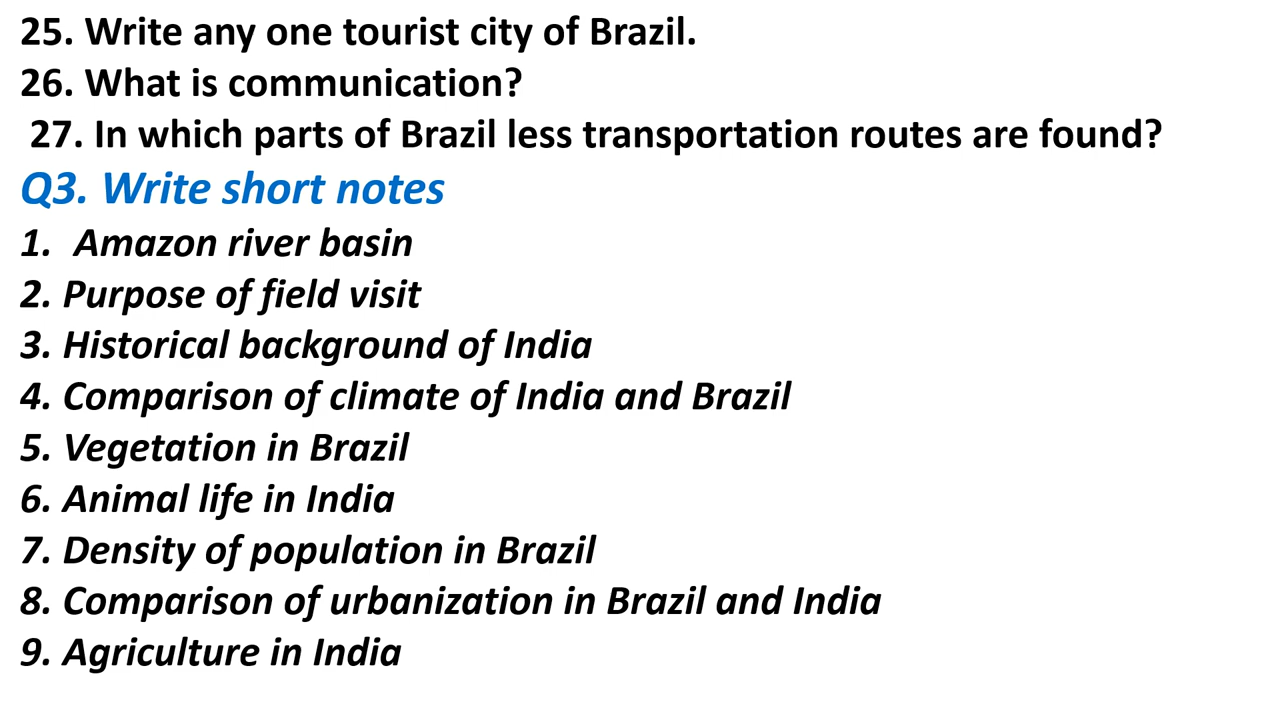 25. Write any one tourist city of Brazil.
26. What is communication?
27. In which parts of Brazil less transportation routes are found?
Q3. Write short notes
1. Amazon river basin
2. Purpose of field visit
3. Historical background of India
4. Comparison of climate of India and Brazil
5. Vegetation in Brazil
6. Animal life in India
7. Density of population in Brazil
8. Comparison of urbanization in Brazil and India
9. Agriculture in India